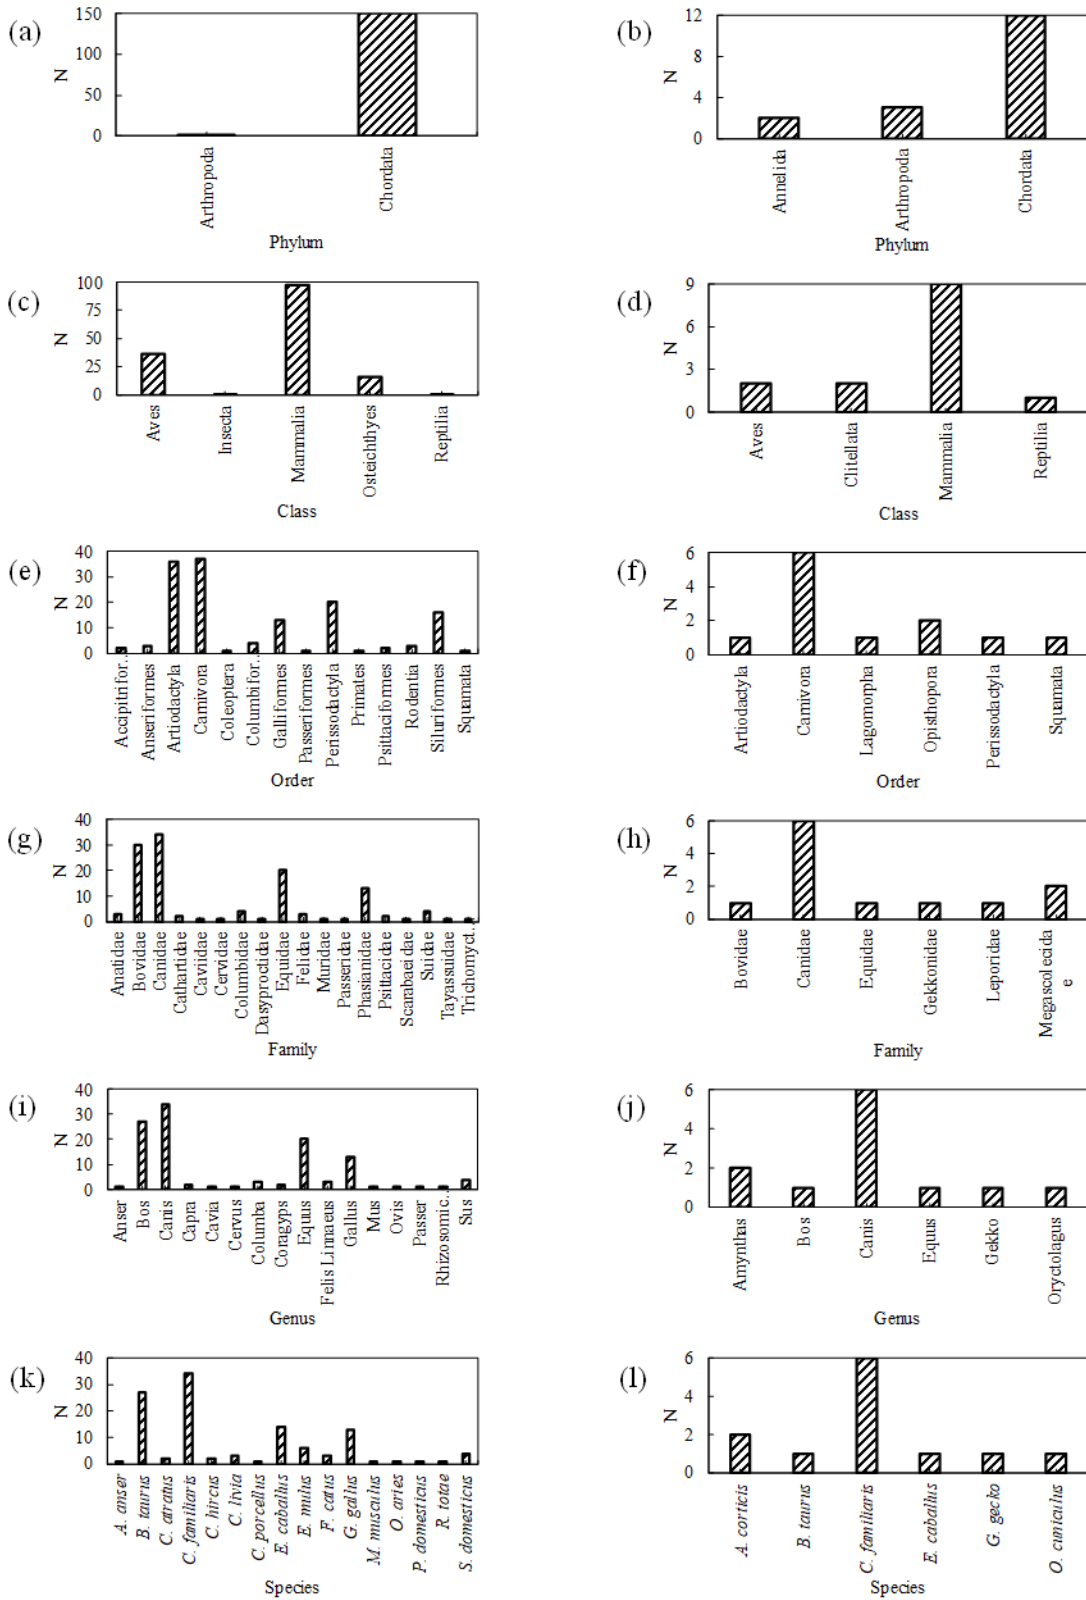 (a)
150
100
50
0
N
Arthropoda
Chordata
Phylum
(b)
12
8
4
0
N
Annelida
Arthropoda
Chordata
Phylum
(c)
100
75
50
25
0
N
Aves
Insecta
Mammalia
Osteichthyes
Reptilia
Class
(d)
9
6
3
0
N
Aves
Clitellata
Mammalia
Reptilia
Class
(e)
40
30
20
10
0
N
Accipitrifor...
Anseriformes
Artiodactyla
Carnivora
Coleoptera
Columbifor...
Galliformes
Passeriformes
Perissodactyla
Primates
Psittaciformes
Rodentia
Siluriformes
Squamata
Order
(f)
6
4
2
0
N
Artiodactyla
Carnivora
Lagomorpha
Opisthopora
Perissodactyla
Squamata
Order
(g)
40
30
20
10
0
N
Anatidae
Bovidae
Canidae
Cathartidae
Caviidae
Cervidae
Columbidae
Dasyproctidae
Equidae
Felidae
Muridae
Passeridae
Phasianidae
Psittacidae
Scarabaeidae
Suidae
Tayassuidae
Trichomyct...
Family
(h)
6
4
2
0
N
Bovidae
Canidae
Equidae
Gekkonidae
Leporidae
Megascolecida
e
Family
(i)
40
30
20
10
0
N
Anser
Bos
Canis
Capra
Cavia
Cervus
Columba
Coragyps
Equus
Felis Linnaeus
Gallus
Mus
Ovis
Passer
Rhizosomic...
Sus
Genus
(j)
6
4
2
0
N
Amynthas
Bos
Canis
Equus
Gekko
Oryctolagus
Genus
(k)
40
30
20
10
0
N
A. anser
B. taurus
C. atratus
C. familiaris
C. hircus
C. livia
C. porcellus
E. caballus
E. mulus
F. catus
G. gallus
M. musculus
O. aries
P. domesticus
R. totae
S. domesticus
Species
(l)
6
4
2
0
N
A. corticis
B. taurus
C. familiaris
E. caballus
G. gecko
O. cuniculus
Species